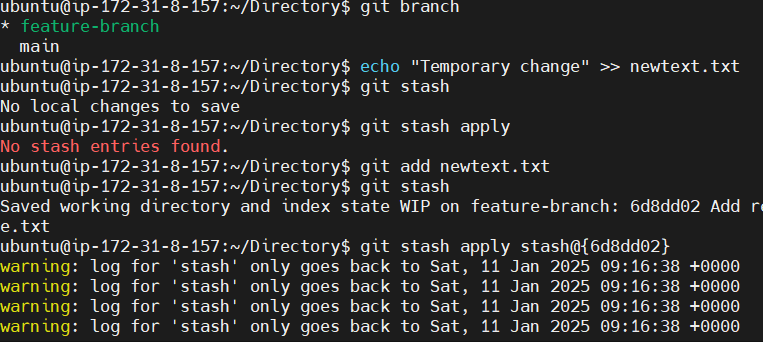 ubuntu@ip-172-31-8-157:~/Directory$ git branch
* feature-branch
  main
ubuntu@ip-172-31-8-157:~/Directory$ echo "Temporary change" >> newtext.txt
ubuntu@ip-172-31-8-157:~/Directory$ git stash
No local changes to save
ubuntu@ip-172-31-8-157:~/Directory$ git stash apply
No stash entries found.
ubuntu@ip-172-31-8-157:~/Directory$ git add newtext.txt
ubuntu@ip-172-31-8-157:~/Directory$ git stash
Saved working directory and index state WIP on feature-branch: 6d8dd02 Add
e.txt
ubuntu@ip-172-31-8-157:~/Directory$ git stash apply stash@{6d8dd02}
warning: log for 'stash' only goes back to Sat, 11 Jan 2025 09:16:38 +0000
warning: log for 'stash' only goes back to Sat, 11 Jan 2025 09:16:38 +0000
warning: log for 'stash' only goes back to Sat, 11 Jan 2025 09:16:38 +0000
warning: log for 'stash' only goes back to Sat, 11 Jan 2025 09:16:38 +0000